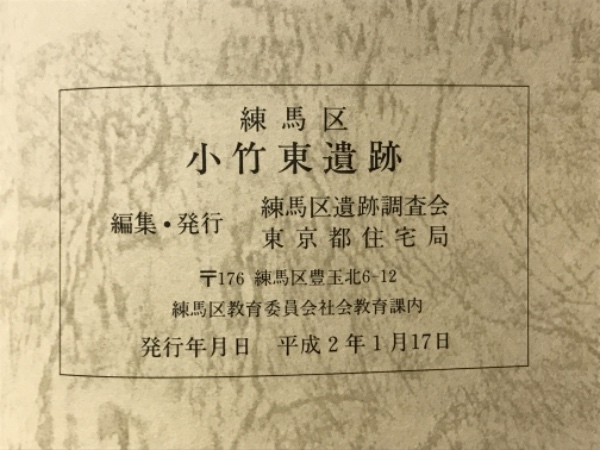 練馬区
小竹東遺跡
編集・発行 練馬区遺跡調査会
東京都住宅局
〒176 練馬区豊玉北6-12
練馬区教育委員会社会教育課内
発行年月日 平成2年1月17日